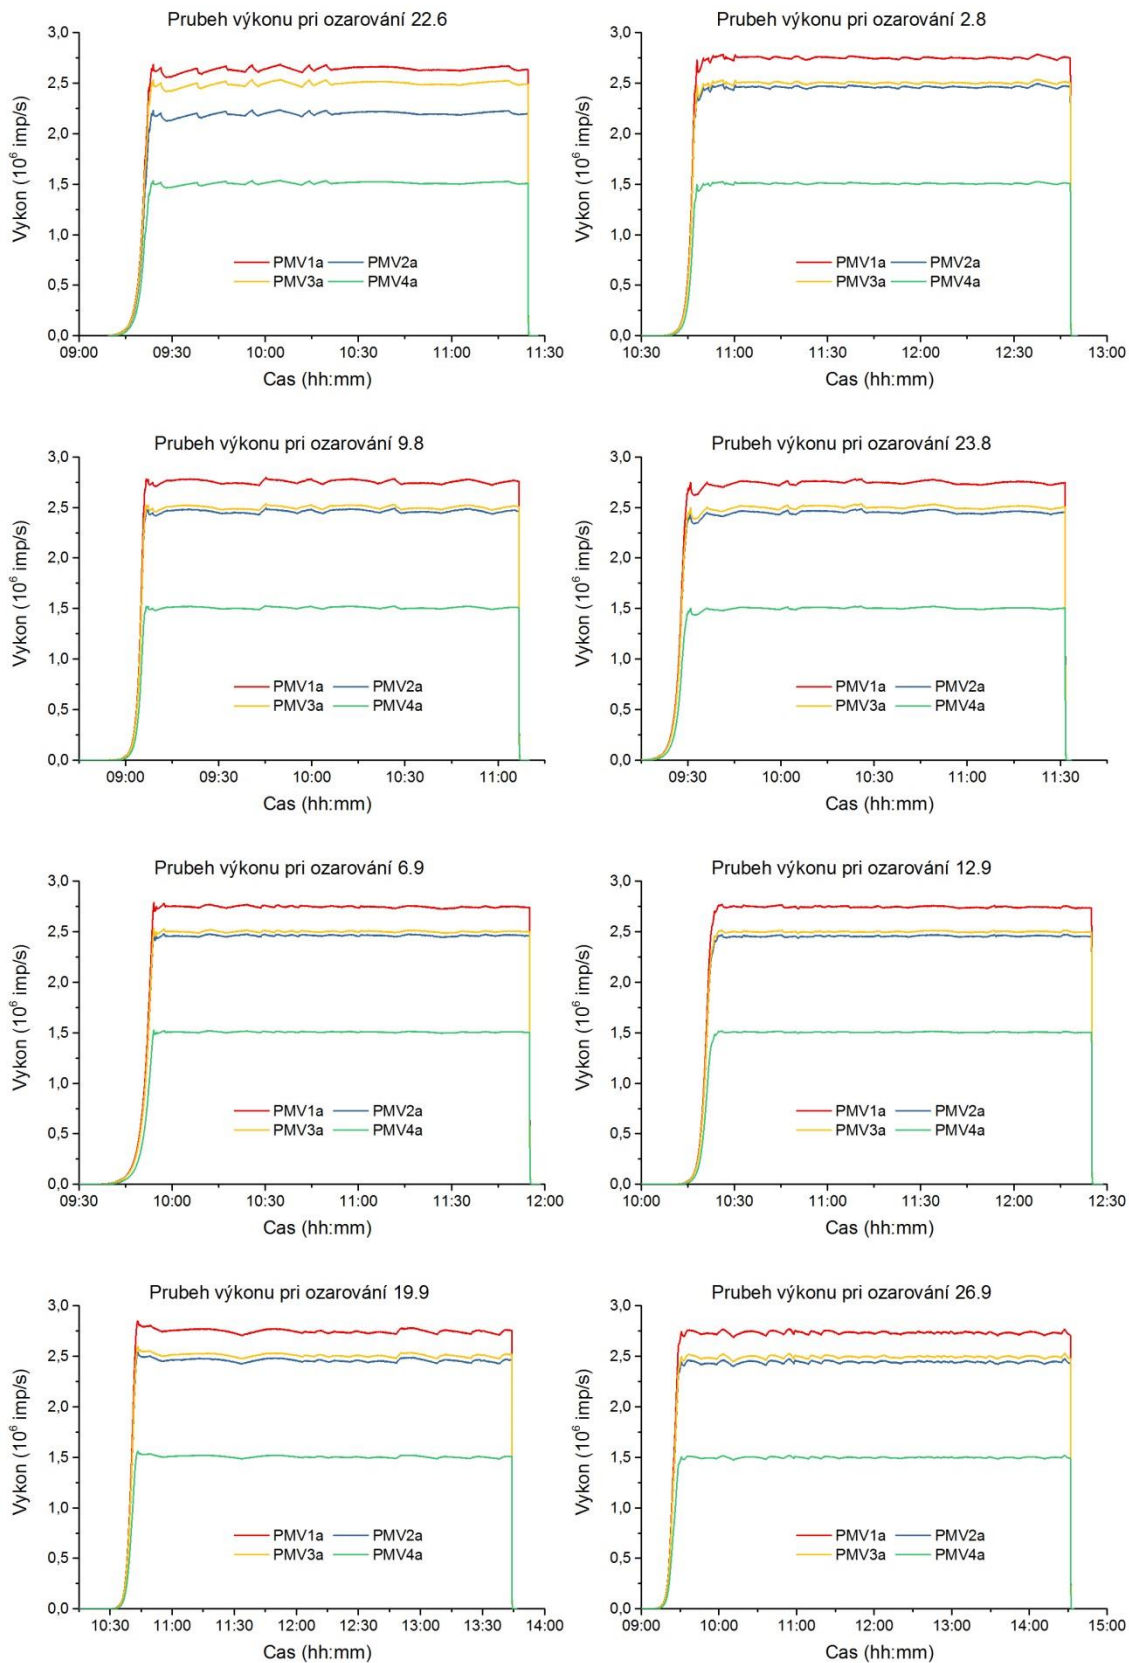 Prubeh výkonu pri ozarování 22.6
3,0
2,5
2,0
1,5
1,0
0,5
0,0
Vykon (10⁶ imp/s)
PMV1a PMV2a
PMV3a PMV4a
09:00 09:30 10:00 10:30 11:00 11:30
Cas (hh:mm)
Prubeh výkonu pri ozarování 2.8
3,0
2,5
2,0
1,5
1,0
0,5
0,0
Vykon (10⁶ imp/s)
PMV1a PMV2a
PMV3a PMV4a
10:30 11:00 11:30 12:00 12:30 13:00
Cas (hh:mm)
Prubeh výkonu pri ozarování 9.8
3,0
2,5
2,0
1,5
1,0
0,5
0,0
Vykon (10⁶ imp/s)
PMV1a PMV2a
PMV3a PMV4a
09:00 09:30 10:00 10:30 11:00
Cas (hh:mm)
Prubeh výkonu pri ozarování 23.8
3,0
2,5
2,0
1,5
1,0
0,5
0,0
Vykon (10⁶ imp/s)
PMV1a PMV2a
PMV3a PMV4a
09:30 10:00 10:30 11:00 11:30
Cas (hh:mm)
Prubeh výkonu pri ozarování 6.9
3,0
2,5
2,0
1,5
1,0
0,5
0,0
Vykon (10⁶ imp/s)
PMV1a PMV2a
PMV3a PMV4a
09:30 10:00 10:30 11:00 11:30 12:00
Cas (hh:mm)
Prubeh výkonu pri ozarování 12.9
3,0
2,5
2,0
1,5
1,0
0,5
0,0
Vykon (10⁶ imp/s)
PMV1a PMV2a
PMV3a PMV4a
10:00 10:30 11:00 11:30 12:00 12:30
Cas (hh:mm)
Prubeh výkonu pri ozarování 19.9
3,0
2,5
2,0
1,5
1,0
0,5
0,0
Vykon (10⁶ imp/s)
PMV1a PMV2a
PMV3a PMV4a
10:30 11:00 11:30 12:00 12:30 13:00 13:30 14:00
Cas (hh:mm)
Prubeh výkonu pri ozarování 26.9
3,0
2,5
2,0
1,5
1,0
0,5
0,0
Vykon (10⁶ imp/s)
PMV1a PMV2a
PMV3a PMV4a
09:00 10:00 11:00 12:00 13:00 14:00 15:00
Cas (hh:mm)